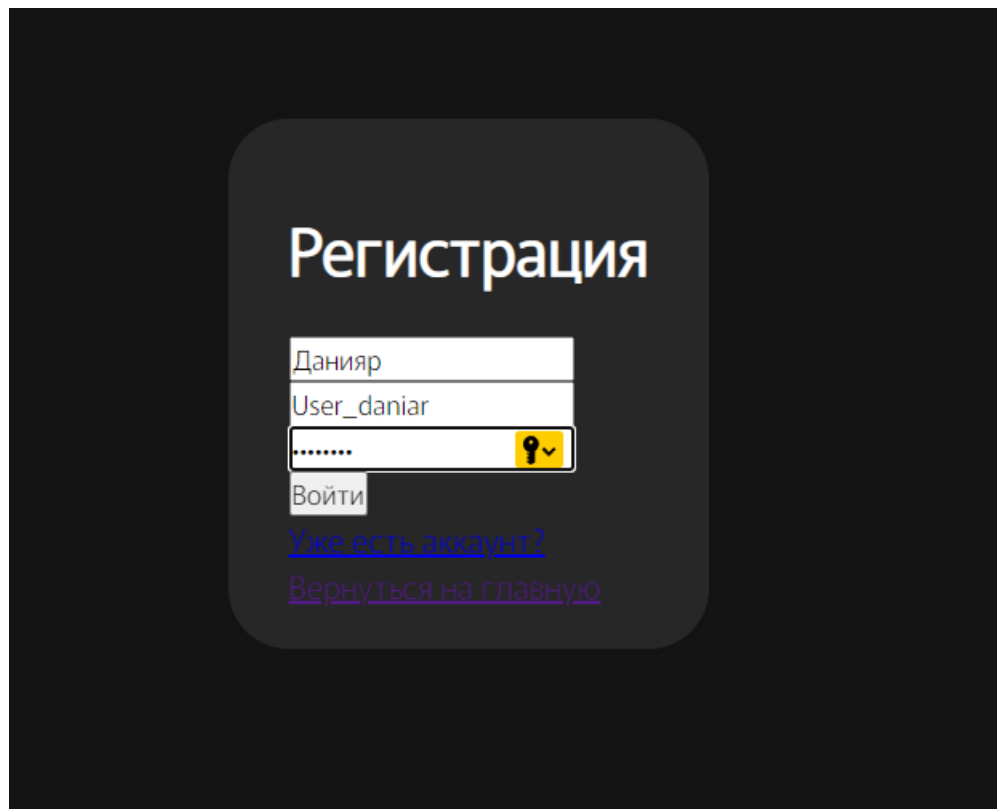 Регистрация
Данияр
User_daniar
••••••••
Войти
Уже есть аккаунт?
Вернуться на главную